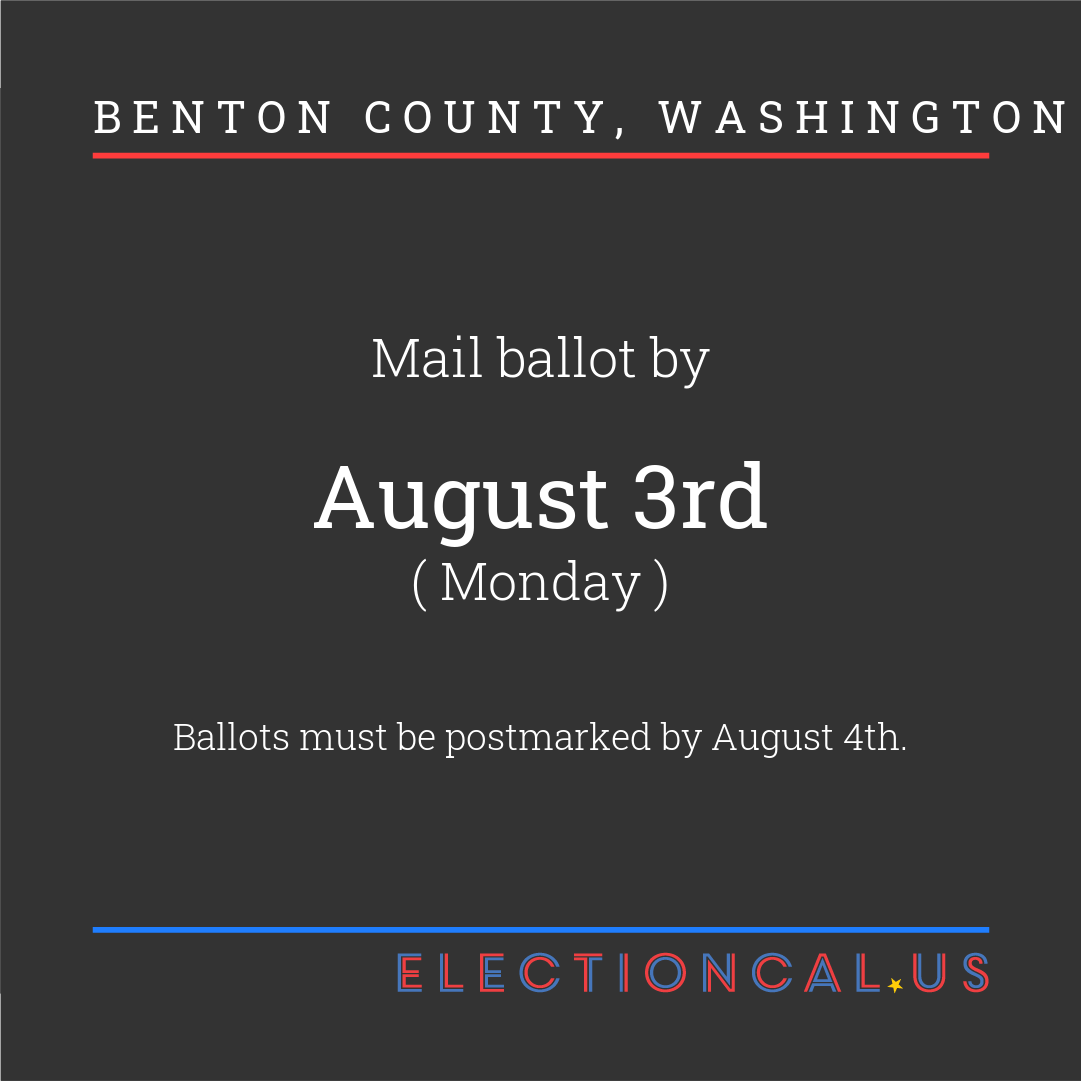 BENTON COUNTY, WASHINGTON
Mail ballot by
August 3rd
( Monday )
Ballots must be postmarked by August 4th.
ELECTIONCAL.US